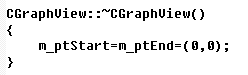 CGraphView::~CGraphView()
{
    m_ptStart=m_ptEnd=(0,0);
}